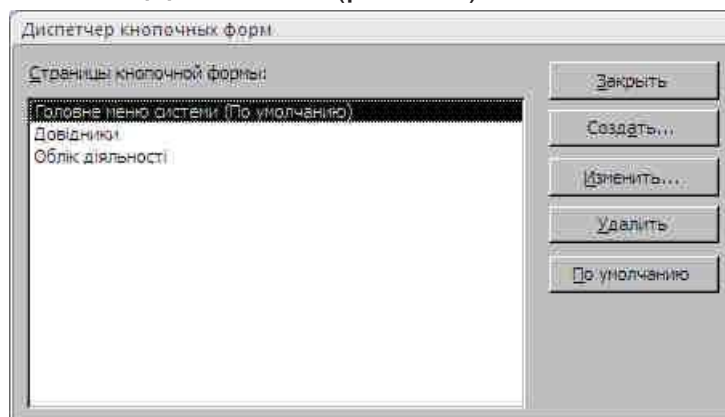 Диспетчер кнопочных форм
Страницы кнопочной формы:
Головне меню системи (По умолчанию)
Довідники
Облік діяльності
Закрыть
Создать...
Изменить...
Удалить
По умолчанию